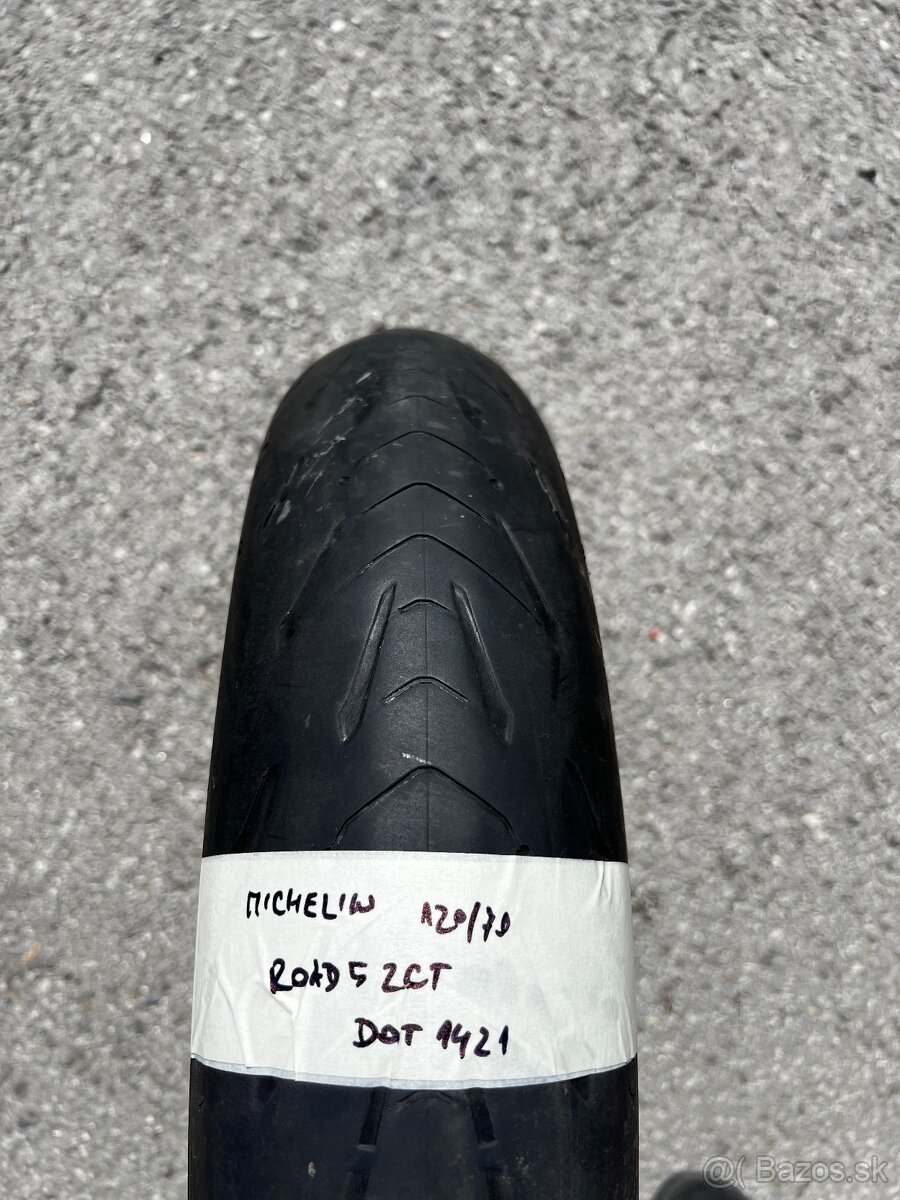 MICHELIN 120/70
ROAD 5 2CT
DOT 1421
@( Bazos.sk